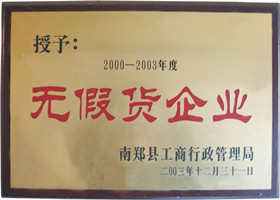 授予：
2000—2003年度
无假货企业
南郑县工商行政管理局
二00三年十二月三十一日